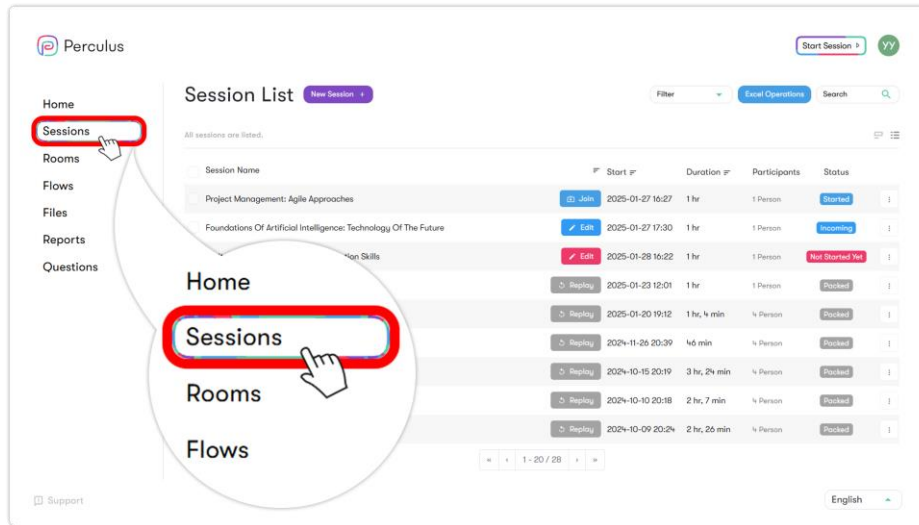 Perculus
Start Session
YY
Home
Sessions
Rooms
Flows
Files
Reports
Questions
Session List
New Session +
Filter
Excel Operations
Search
All sessions are listed.
Session Name Start Duration Participants Status
Project Management: Agile Approaches Join 2025-01-27 16:27 1 hr 1 Person Started
Foundations Of Artificial Intelligence: Technology Of The Future Edit 2025-01-27 17:30 1 hr 1 Person Incoming
Skills Edit 2025-01-28 16:22 1 hr 1 Person Not Started Yet
Replay 2025-01-23 12:01 1 hr 1 Person Packed
Replay 2025-01-20 19:12 1 hr, 4 min 4 Person Packed
Replay 2024-11-26 20:39 46 min 4 Person Packed
Replay 2024-10-15 20:19 3 hr, 24 min 4 Person Packed
Replay 2024-10-10 20:18 2 hr, 7 min 4 Person Packed
Replay 2024-10-09 20:24 2 hr, 26 min 4 Person Packed
Home
Sessions
Rooms
Flows
« ‹ 1 - 20 / 28 › »
Support
English